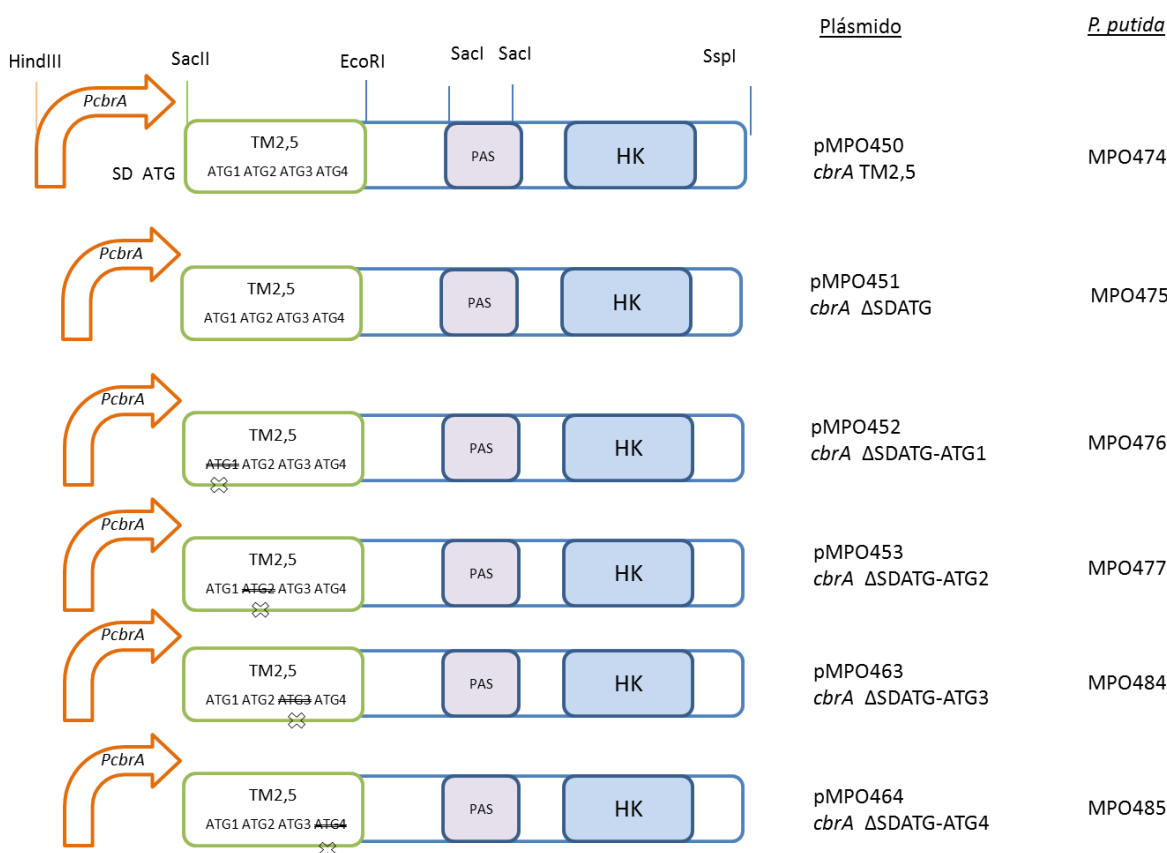 Plásmido P. putida
HindIII SacII EcoRI SacI SacI SspI
PcbrA
TM2,5 PAS HK
SD ATG ATG1 ATG2 ATG3 ATG4
pMPO450
cbrA TM2,5
MPO474
PcbrA
TM2,5 PAS HK
ATG1 ATG2 ATG3 ATG4
pMPO451
cbrA ΔSDATG
MPO475
PcbrA
TM2,5 PAS HK
ATG1 ATG2 ATG3 ATG4
pMPO452
cbrA ΔSDATG-ATG1
MPO476
PcbrA
TM2,5 PAS HK
ATG1 ATG2 ATG3 ATG4
pMPO453
cbrA ΔSDATG-ATG2
MPO477
PcbrA
TM2,5 PAS HK
ATG1 ATG2 ATG3 ATG4
pMPO463
cbrA ΔSDATG-ATG3
MPO484
PcbrA
TM2,5 PAS HK
ATG1 ATG2 ATG3 ATG4
pMPO464
cbrA ΔSDATG-ATG4
MPO485